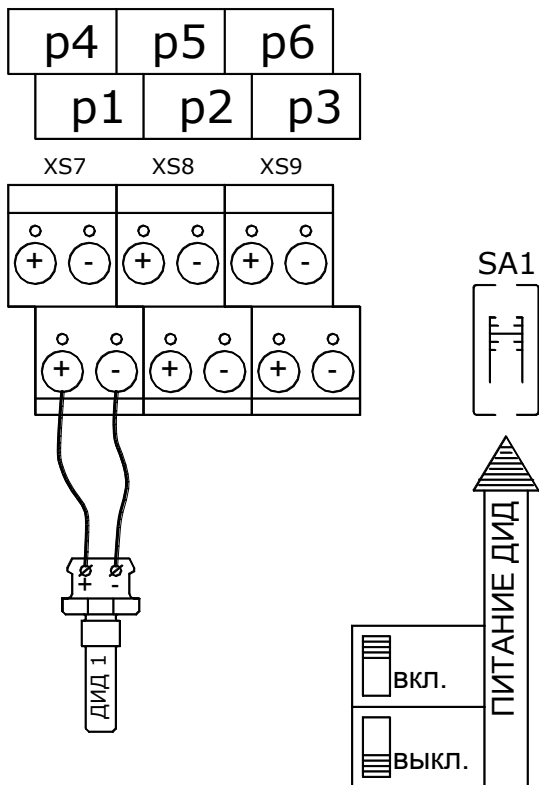 p4 p5 p6
p1 p2 p3
XS7 XS8 XS9
+ - + - + -
SA1
+ - + - + -
+ -
ДИД 1
ПИТАНИЕ ДИД
ВКЛ.
ВЫКЛ.